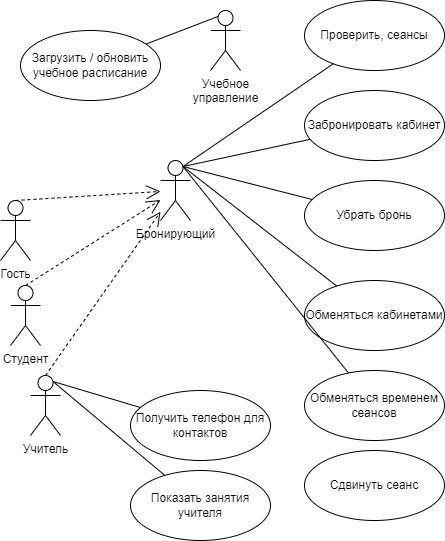 Проверить, сеансы
Загрузить / обновить
учебное расписание
Учебное
управление
Забронировать кабинет
Бронирующий
Убрать бронь
Гость
Обменяться кабинетами
Студент
Обменяться временем
сеансов
Получить телефон для
контактов
Учитель
Сдвинуть сеанс
Показать занятия
учителя